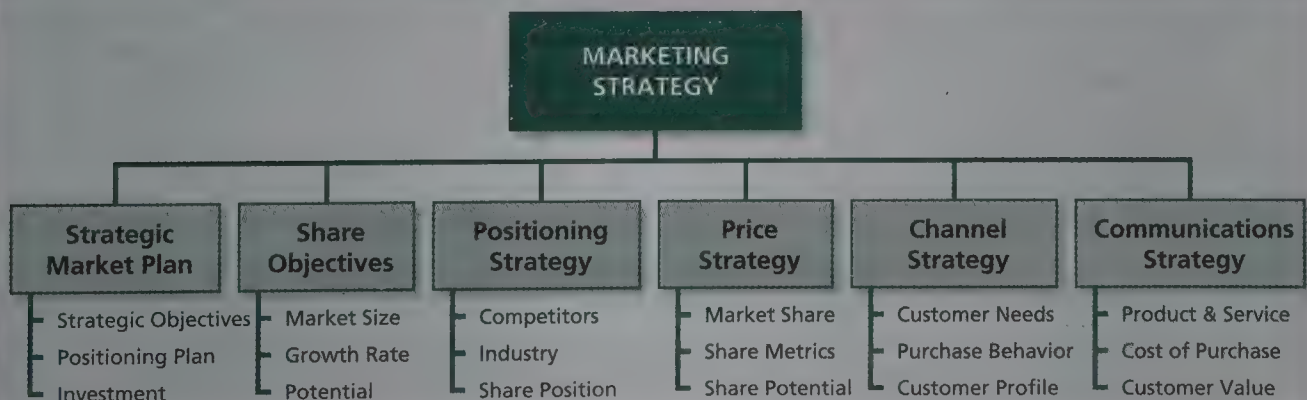 MARKETING
STRATEGY
Strategic
Market Plan
Strategic Objectives
Positioning Plan
Investment
Share
Objectives
Market Size
Growth Rate
Potential
Positioning
Strategy
Competitors
Industry
Share Position
Price
Strategy
Market Share
Share Metrics
Share Potential
Channel
Strategy
Customer Needs
Purchase Behavior
Customer Profile
Communications
Strategy
Product & Service
Cost of Purchase
Customer Value